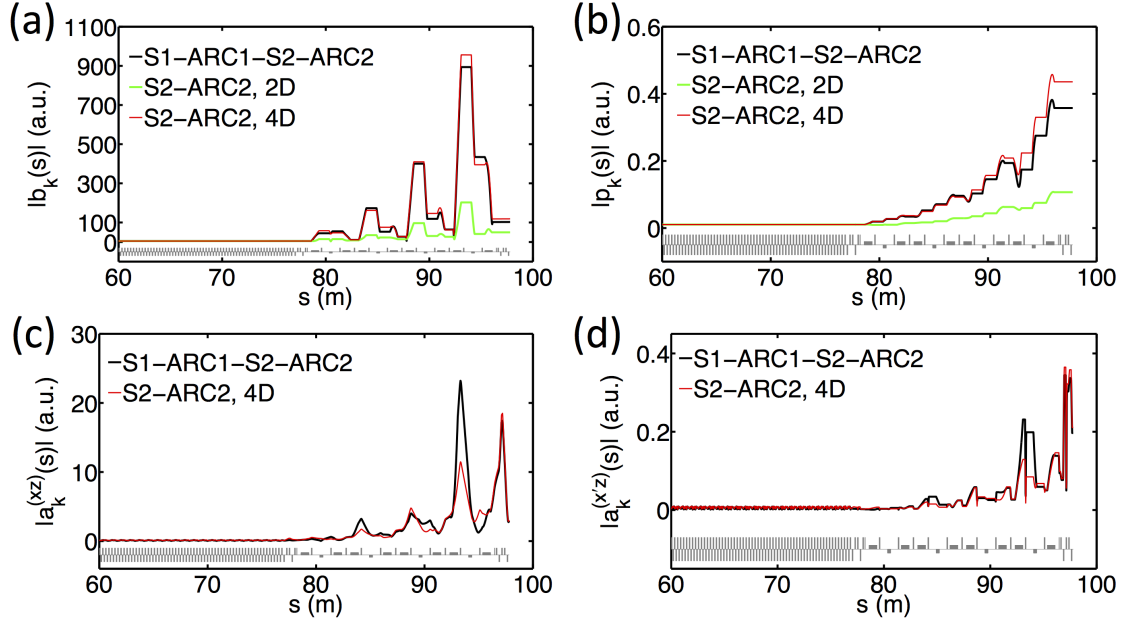 (a)
1100
900
700
500
300
100
0
|b_k(s)| (a.u.)
S1−ARC1−S2−ARC2
S2−ARC2, 2D
S2−ARC2, 4D
60 70 80 90 100
s (m)
(b)
0.6
0.4
0.2
0
|p_k(s)| (a.u.)
S1−ARC1−S2−ARC2
S2−ARC2, 2D
S2−ARC2, 4D
60 70 80 90 100
s (m)
(c)
30
20
10
0
|a_k^(xz)(s)| (a.u.)
S1−ARC1−S2−ARC2
S2−ARC2, 4D
60 70 80 90 100
s (m)
(d)
0.4
0.2
0
|a_k^(x'z)(s)| (a.u.)
S1−ARC1−S2−ARC2
S2−ARC2, 4D
60 70 80 90 100
s (m)